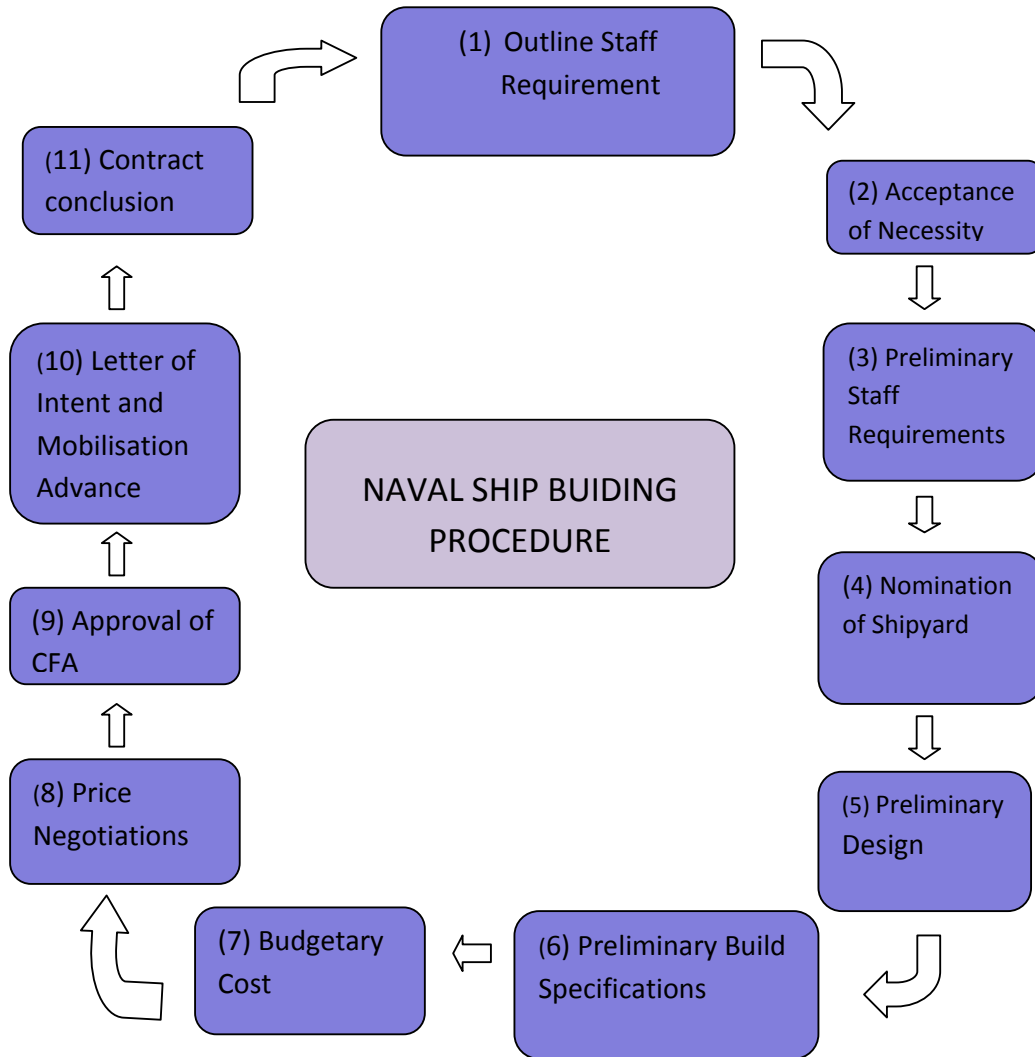 (1) Outline Staff
Requirement
(2) Acceptance
of Necessity
(3) Preliminary
Staff
Requirements
(4) Nomination
of Shipyard
(5) Preliminary
Design
(6) Preliminary Build
Specifications
(7) Budgetary
Cost
(8) Price
Negotiations
(9) Approval of
CFA
(10) Letter of
Intent and
Mobilisation
Advance
(11) Contract
conclusion
NAVAL SHIP BUIDING
PROCEDURE